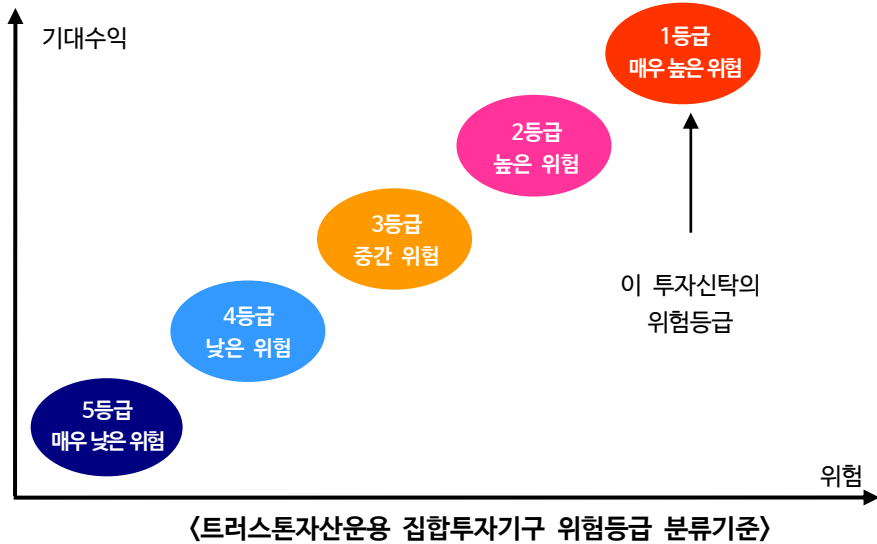 기대수익
1등급
매우 높은 위험
2등급
높은 위험
3등급
중간 위험
이 투자신탁의
위험등급
4등급
낮은 위험
5등급
매우 낮은 위험
위험
<트러스톤자산운용 집합투자기구 위험등급 분류기준>